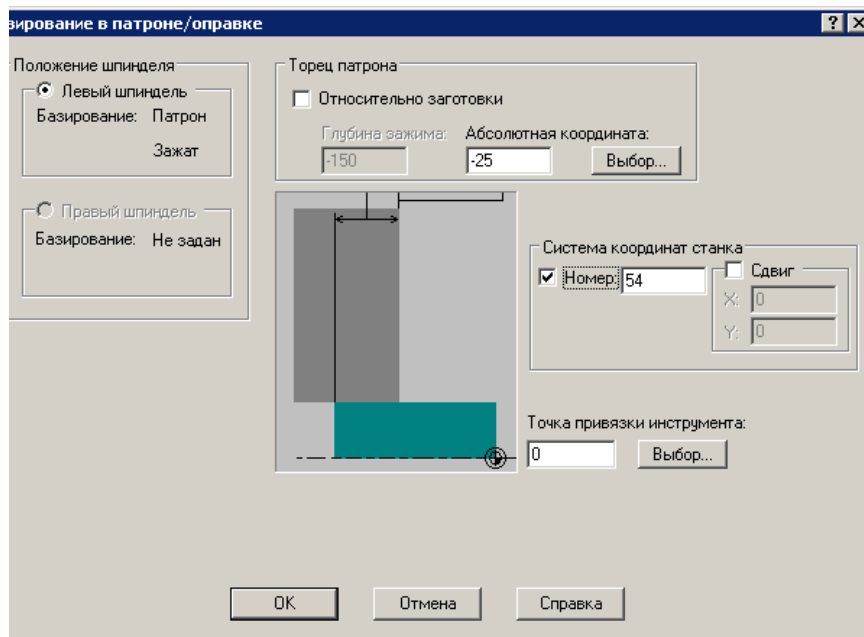 зирование в патроне/оправке
Положение шпинделя
Левый шпиндель
Базирование: Патрон
Зажат
Правый шпиндель
Базирование: Не задан
Торец патрона
Относительно заготовки
Глубина зажима: Абсолютная координата:
-150 -25 Выбор...
Система координат станка
Номер: 54
Сдвиг
X: 0
Y: 0
Точка привязки инструмента:
0 Выбор...
OK Отмена Справка